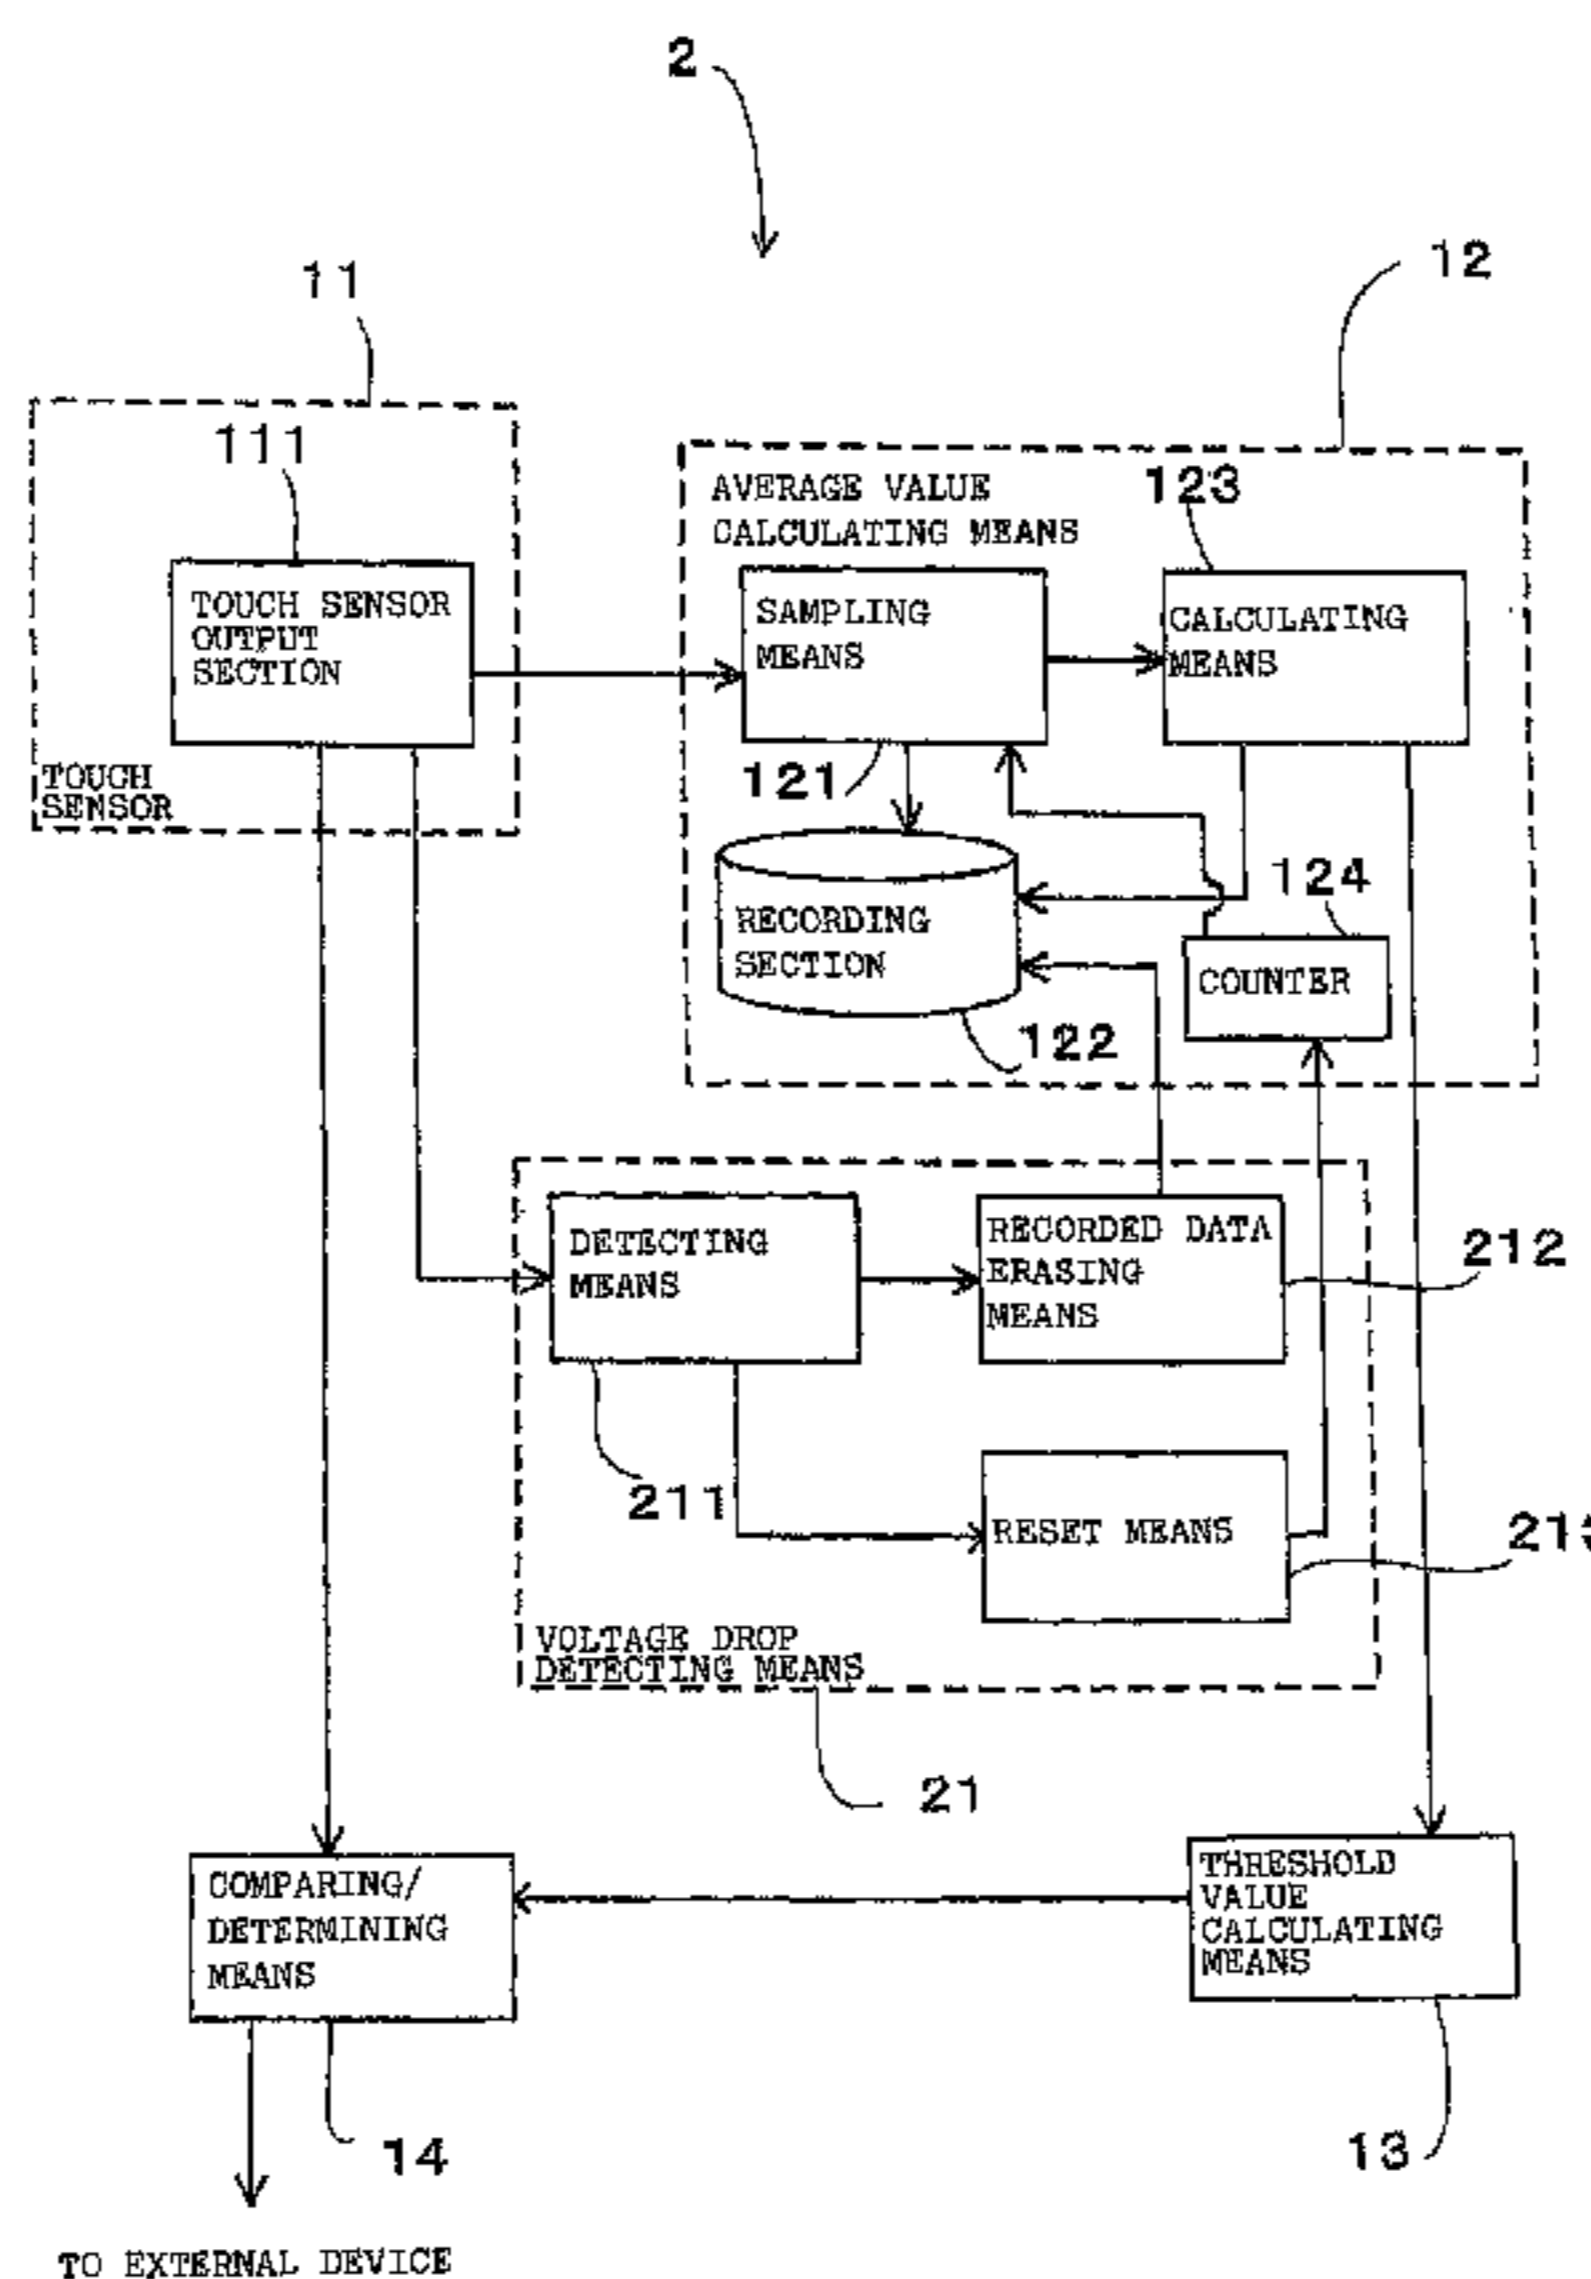 2
11
12
111
123
AVERAGE VALUE
CALCULATING MEANS
TOUCH SENSOR
OUTPUT
SECTION
SAMPLING
MEANS
CALCULATING
MEANS
TOUCH
SENSOR
121
124
RECORDING
SECTION
COUNTER
122
DETECTING
MEANS
RECORDED DATA
ERASING
MEANS
212
211
RESET MEANS
VOLTAGE DROP
DETECTING MEANS
21
COMPARING/
DETERMINING
MEANS
THRESHOLD
VALUE
CALCULATING
MEANS
14
13
TO EXTERNAL DEVICE